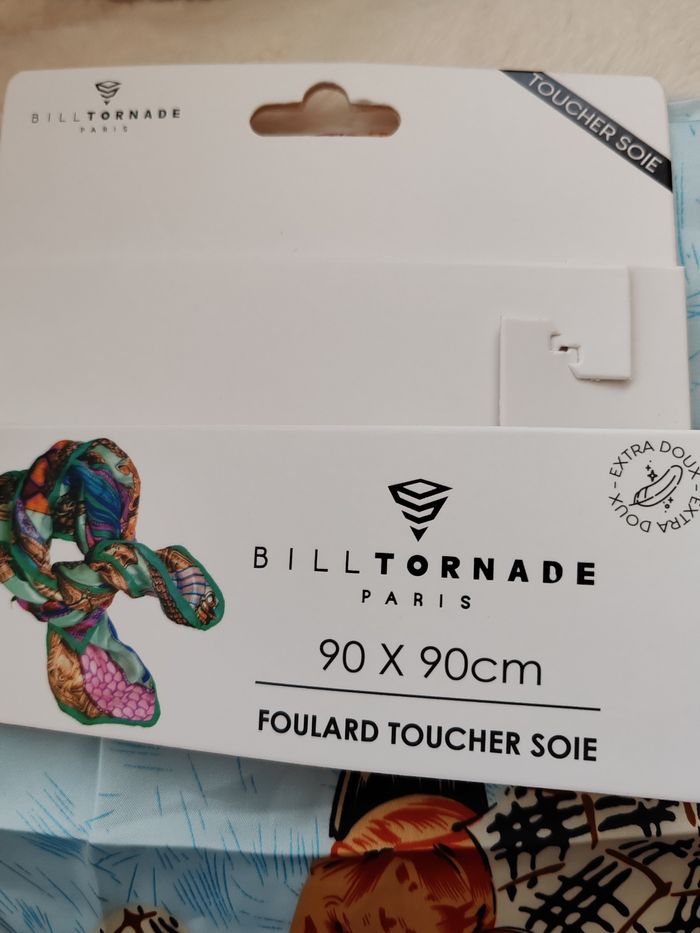 BILLTORNADE
PARIS
TOUCHER SOIE
EXTRA DOUX - EXTRA DOUX -
BILLTORNADE
PARIS
90 X 90cm
FOULARD TOUCHER SOIE